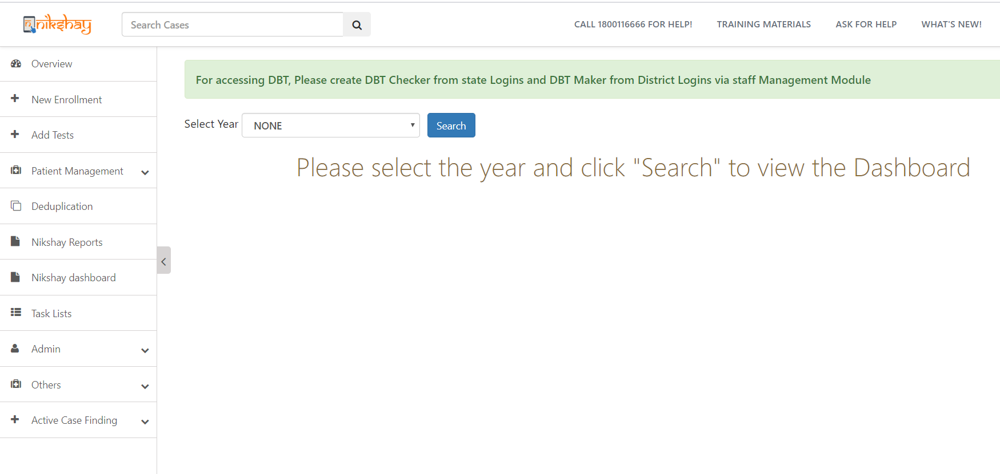 nikshay
Search Cases
CALL 1800116666 FOR HELP!
TRAINING MATERIALS
ASK FOR HELP
WHAT'S NEW!
Overview
New Enrollment
Add Tests
Patient Management
Deduplication
Nikshay Reports
Nikshay dashboard
Task Lists
Admin
Others
Active Case Finding
For accessing DBT, Please create DBT Checker from state Logins and DBT Maker from District Logins via staff Management Module
Select Year NONE Search
Please select the year and click "Search" to view the Dashboard